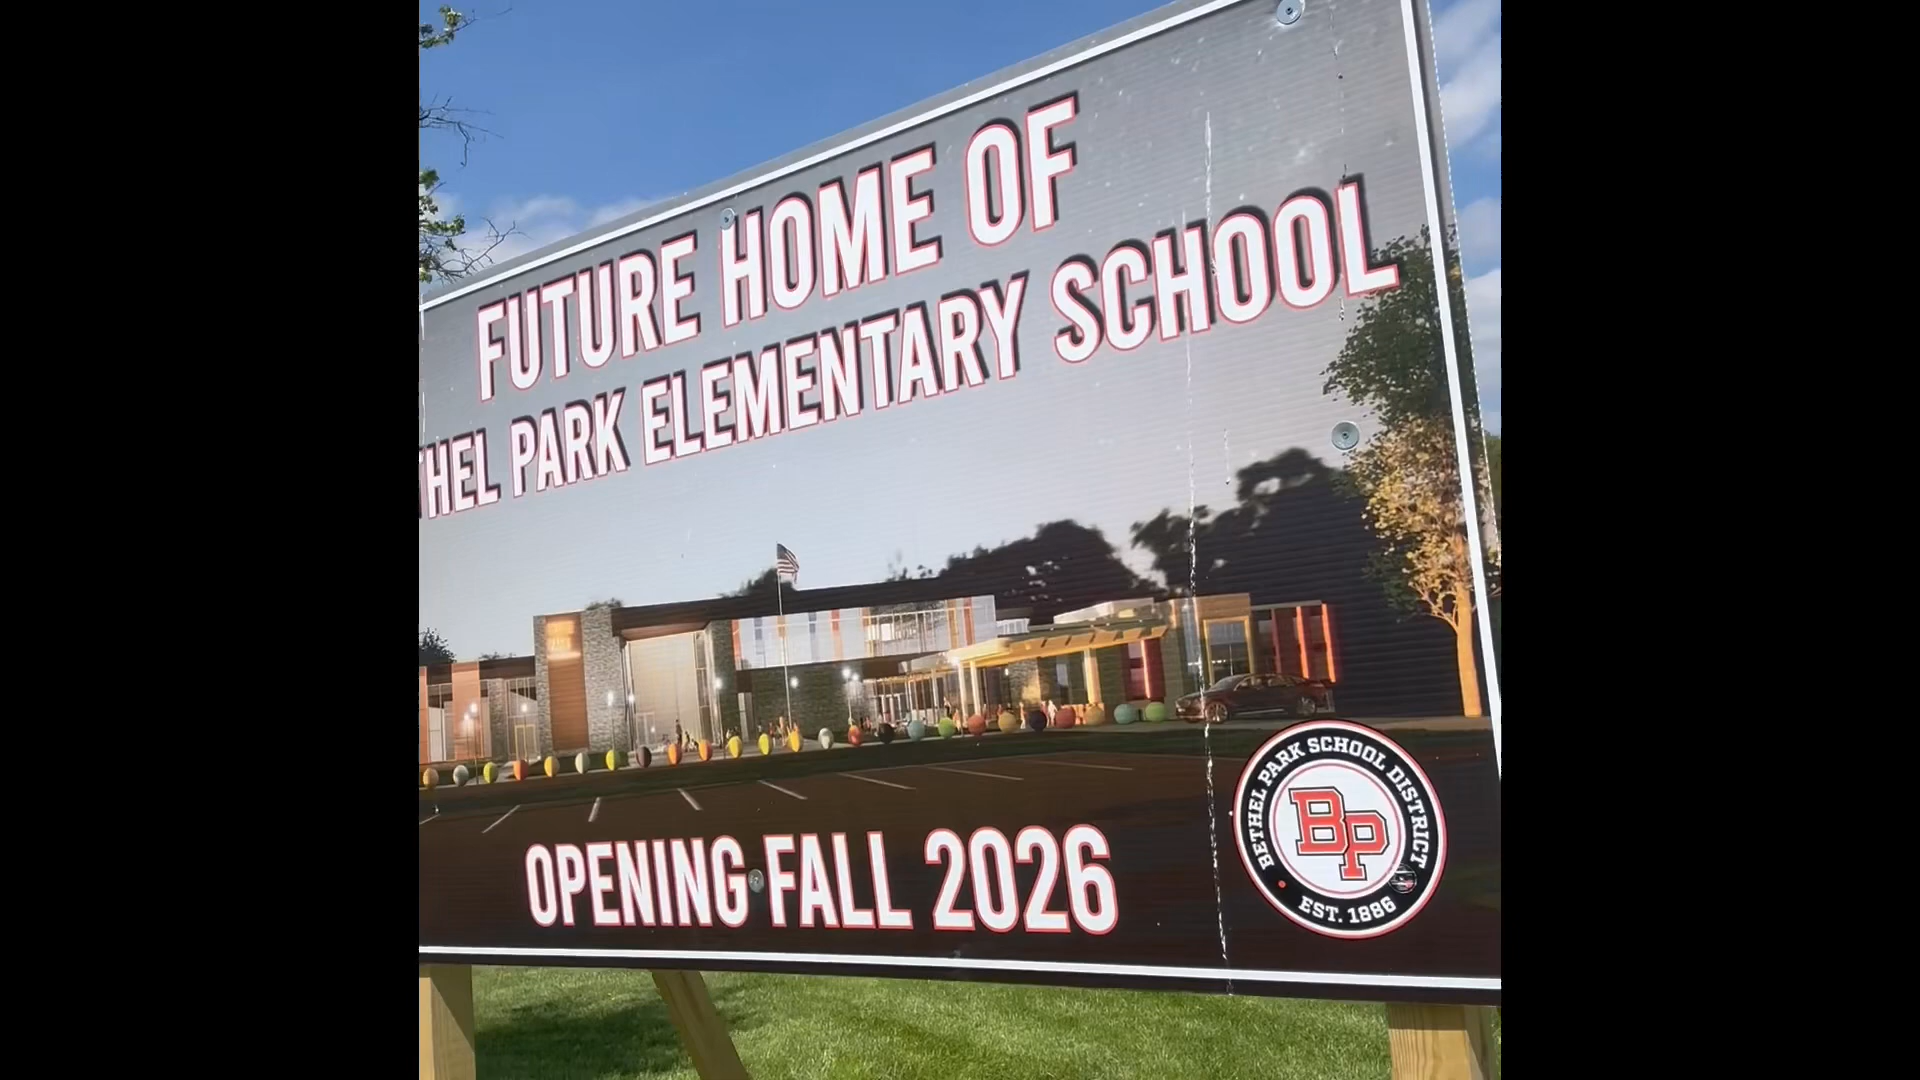 FUTURE HOME OF
THEL PARK ELEMENTARY SCHOOL
OPENING FALL 2026
BETHEL PARK SCHOOL DISTRICT
BP
EST. 1886